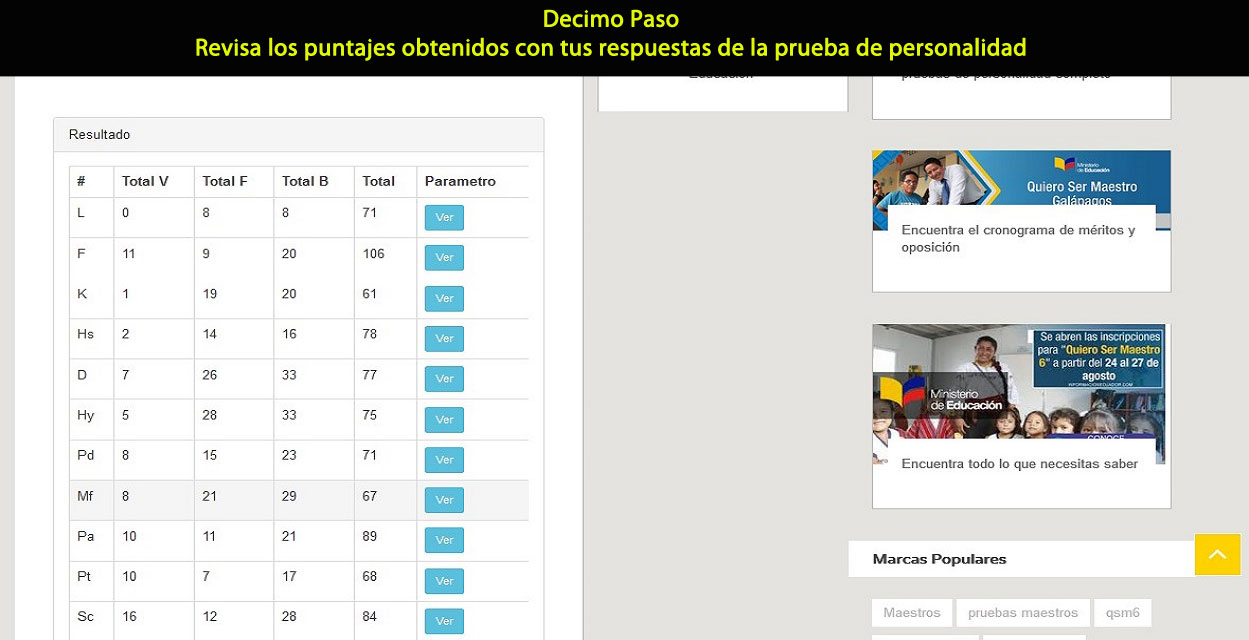 Decimo Paso
Revisa los puntajes obtenidos con tus respuestas de la prueba de personalidad
Educación
pruebas de personalidad completo
Resultado
# Total V Total F Total B Total Parametro
L 0 8 8 71 Ver
F 11 9 20 106 Ver
K 1 19 20 61 Ver
Hs 2 14 16 78 Ver
D 7 26 33 77 Ver
Hy 5 28 33 75 Ver
Pd 8 15 23 71 Ver
Mf 8 21 29 67 Ver
Pa 10 11 21 89 Ver
Pt 10 7 17 68 Ver
Sc 16 12 28 84 Ver
Ministerio
de Educación
Quiero Ser Maestro
Galápagos
Encuentra el cronograma de méritos y
oposición
Se abren las inscripciones
para "Quiero Ser Maestro
6" a partir del 24 al 27 de
agosto
INFORMACIONECUADOR.COM
Ministerio
de Educación
CONOCE
Encuentra todo lo que necesitas saber
Marcas Populares
Maestros pruebas maestros qsm6